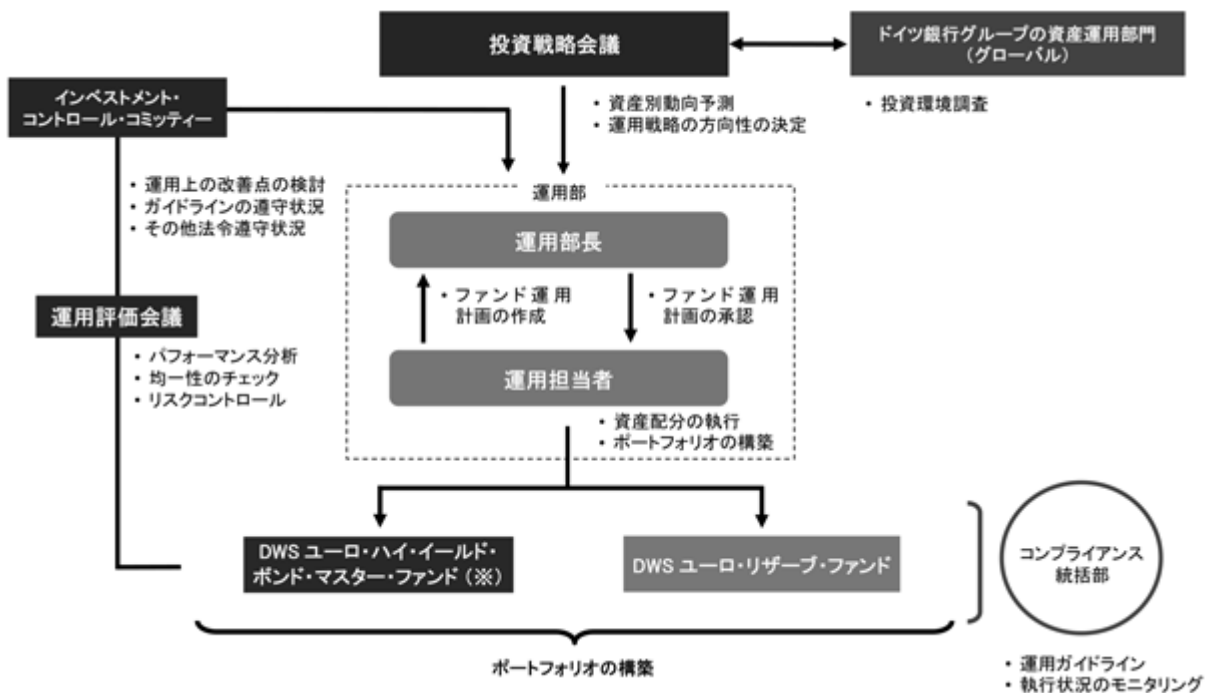 投資戦略会議
ドイツ銀行グループの資産運用部門
(グローバル)
・投資環境調査
・資産別動向予測
・運用戦略の方向性の決定
インベストメント・
コントロール・コミッティー
・運用上の改善点の検討
・ガイドラインの遵守状況
・その他法令遵守状況
運用部
運用部長
・ファンド運用
計画の作成
・ファンド運用
計画の承認
運用評価会議
・パフォーマンス分析
・均一性のチェック
・リスクコントロール
運用担当者
・資産配分の執行
・ポートフォリオの構築
DWS ユーロ・ハイ・イールド・
ボンド・マスター・ファンド(※)
DWS ユーロ・リザーブ・ファンド
コンプライアンス
統括部
・運用ガイドライン
・執行状況のモニタリング
ポートフォリオの構築